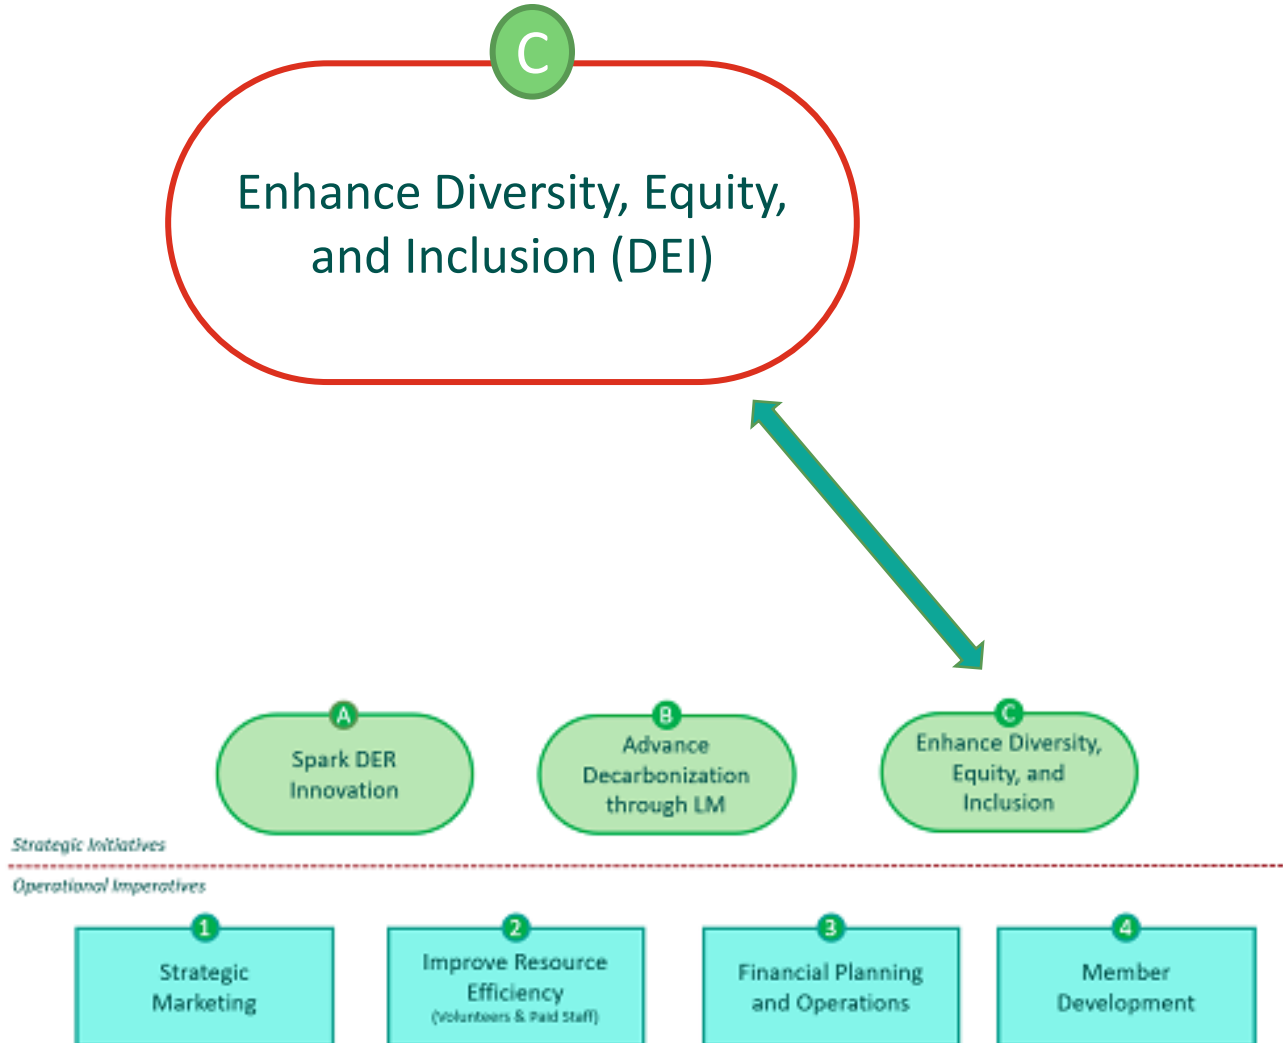 C
Enhance Diversity, Equity,
and Inclusion (DEI)
A
Spark DER
Innovation
B
Advance
Decarbonization
through LM
C
Enhance Diversity,
Equity, and
Inclusion
Strategic Initiatives
Operational Imperatives
1
Strategic
Marketing
2
Improve Resource
Efficiency
(Volunteers & Paid Staff)
3
Financial Planning
and Operations
4
Member
Development